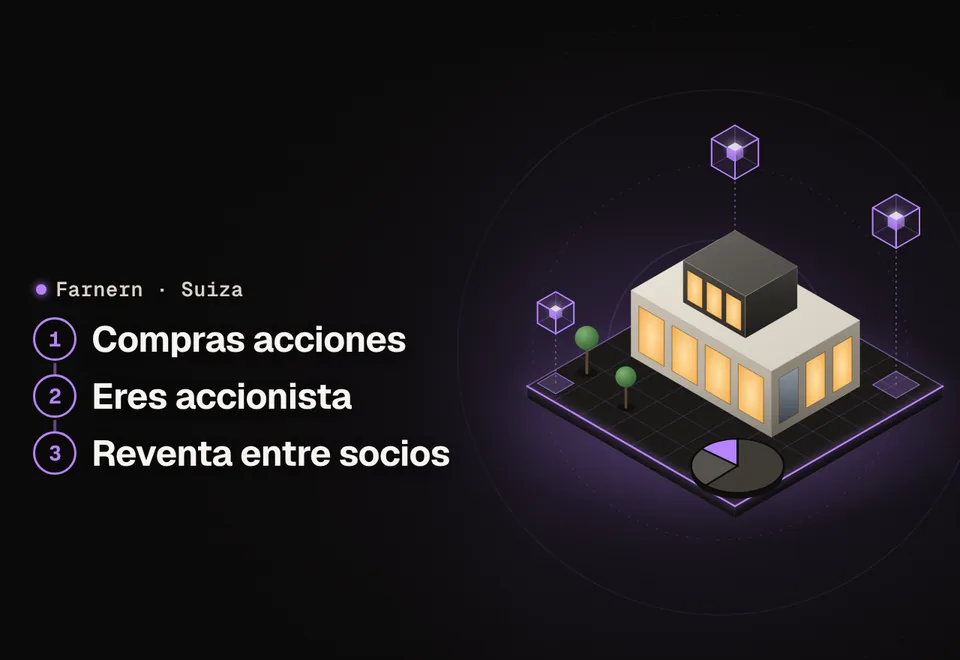 Farnern · Suiza
1 Compras acciones
2 Eres accionista
3 Reventa entre socios